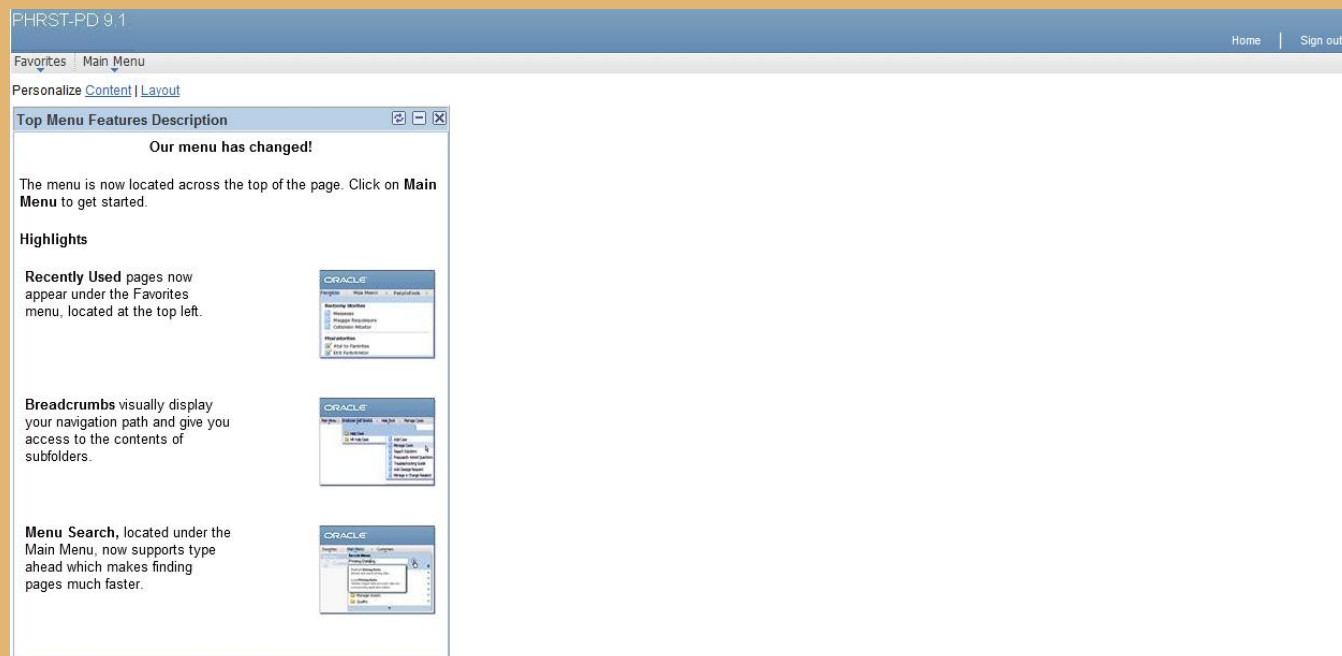 PHRST-PD 9.1
Home | Sign out
Favorites Main Menu
Personalize Content | Layout
Top Menu Features Description
Our menu has changed!
The menu is now located across the top of the page. Click on Main
Menu to get started.
Highlights
Recently Used pages now
appear under the Favorites
menu, located at the top left.
ORACLE
Favorites Main Menu
Breadcrumbs visually display
your navigation path and give you
access to the contents of
subfolders.
ORACLE
Menu Search, located under the
Main Menu, now supports type
ahead which makes finding
pages much faster.
ORACLE